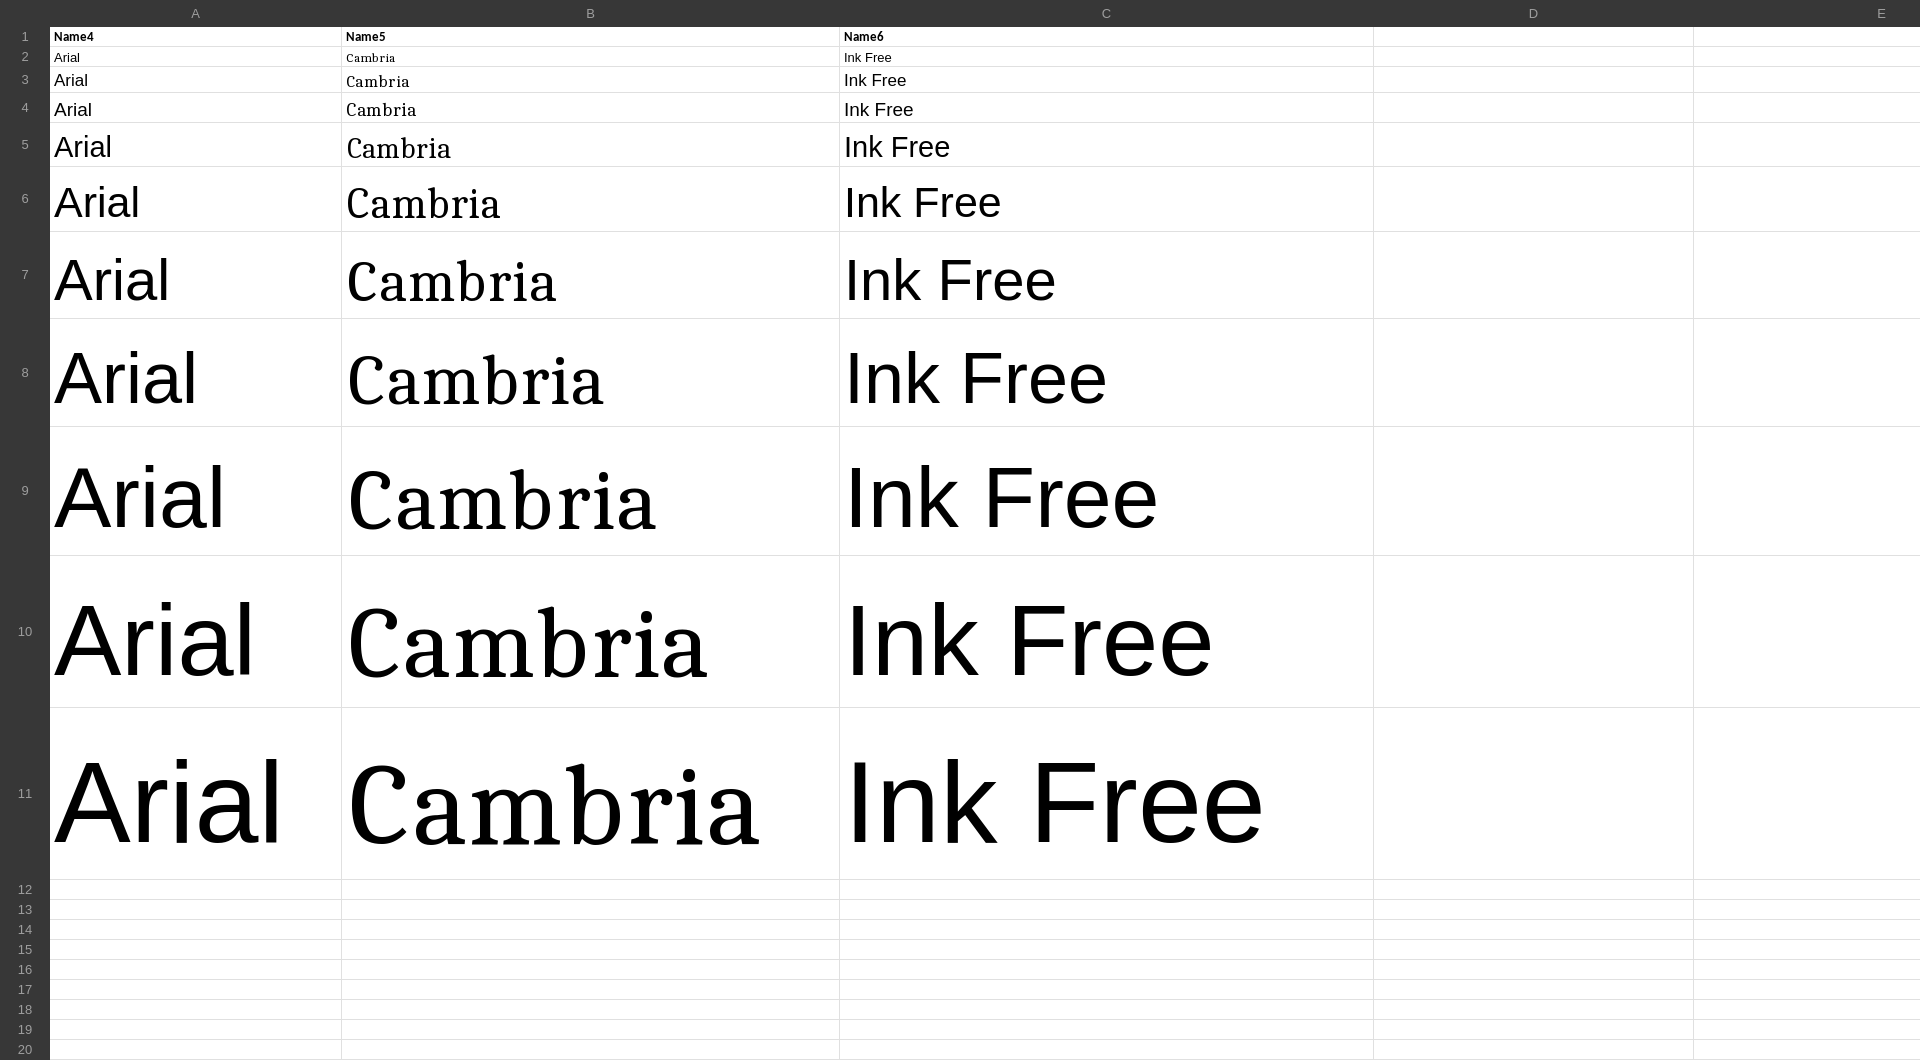 A B C D E
1 Name4 Name5 Name6
2 Arial Cambria Ink Free
3 Arial Cambria Ink Free
4 Arial Cambria Ink Free
5 Arial Cambria Ink Free
6 Arial Cambria Ink Free
7 Arial Cambria Ink Free
8 Arial Cambria Ink Free
9 Arial Cambria Ink Free
10 Arial Cambria Ink Free
11 Arial Cambria Ink Free
12
13
14
15
16
17
18
19
20